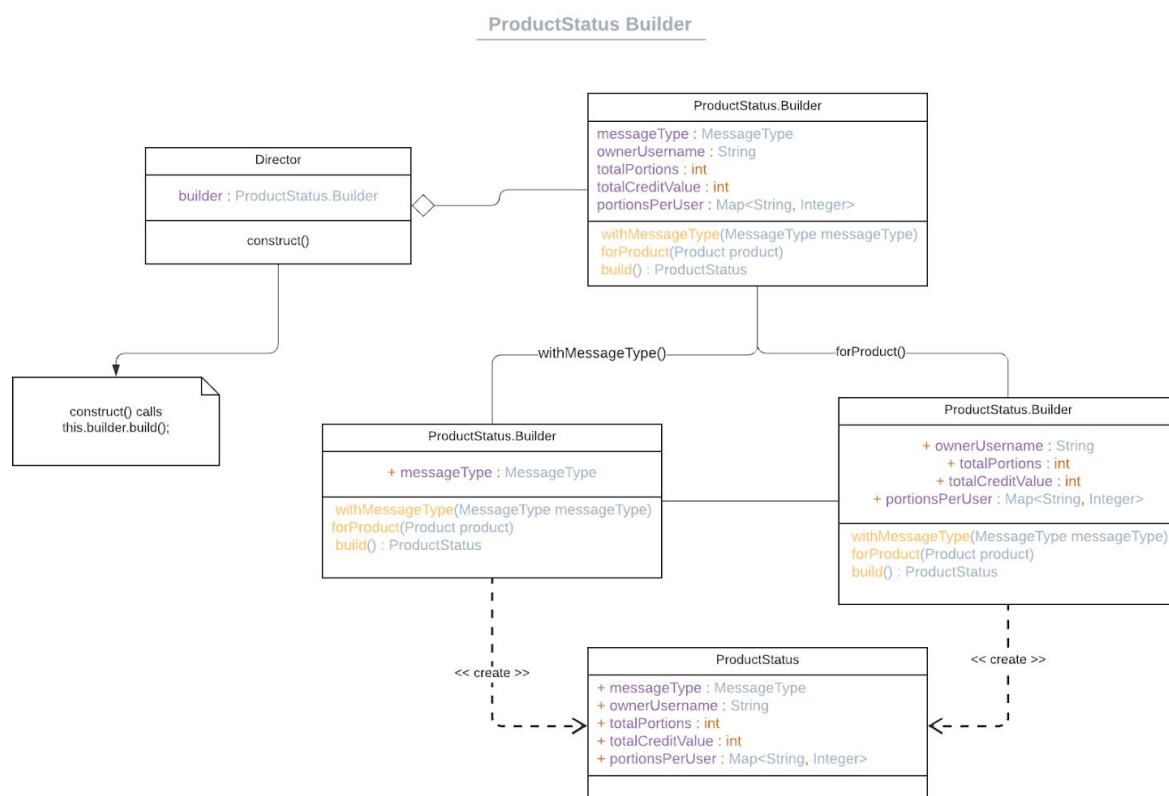 ProductStatus Builder
ProductStatus.Builder
messageType : MessageType
ownerUsername : String
totalPortions : int
totalCreditValue : int
portionsPerUser : Map<String, Integer>
withMessageType(MessageType messageType)
forProduct(Product product)
build() : ProductStatus
Director
builder : ProductStatus.Builder
construct()
withMessageType()
forProduct()
construct() calls
this.builder.build();
ProductStatus.Builder
+ messageType : MessageType
withMessageType(MessageType messageType)
forProduct(Product product)
build() : ProductStatus
ProductStatus.Builder
+ ownerUsername : String
+ totalPortions : int
+ totalCreditValue : int
+ portionsPerUser : Map<String, Integer>
withMessageType(MessageType messageType)
forProduct(Product product)
build() : ProductStatus
<< create >>
<< create >>
ProductStatus
+ messageType : MessageType
+ ownerUsername : String
+ totalPortions : int
+ totalCreditValue : int
+ portionsPerUser : Map<String, Integer>